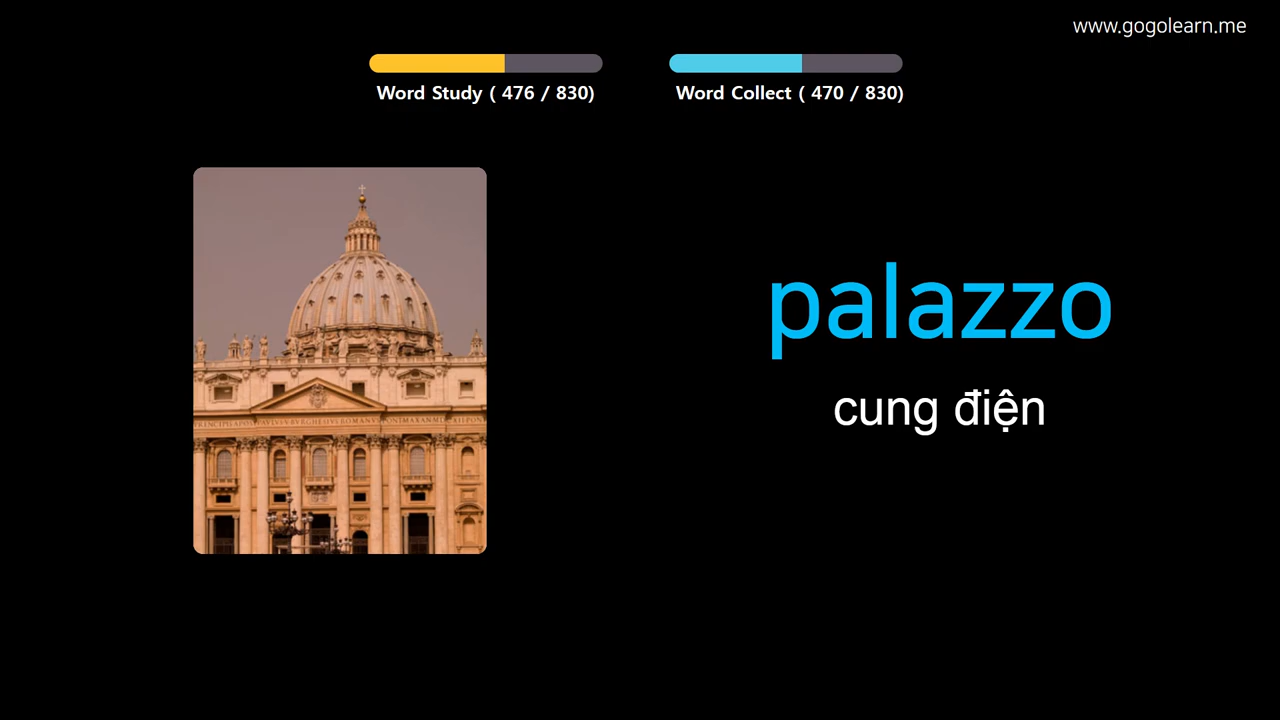 www.gogolearn.me
Word Study ( 476 / 830)
Word Collect ( 470 / 830)
palazzo
cung điện